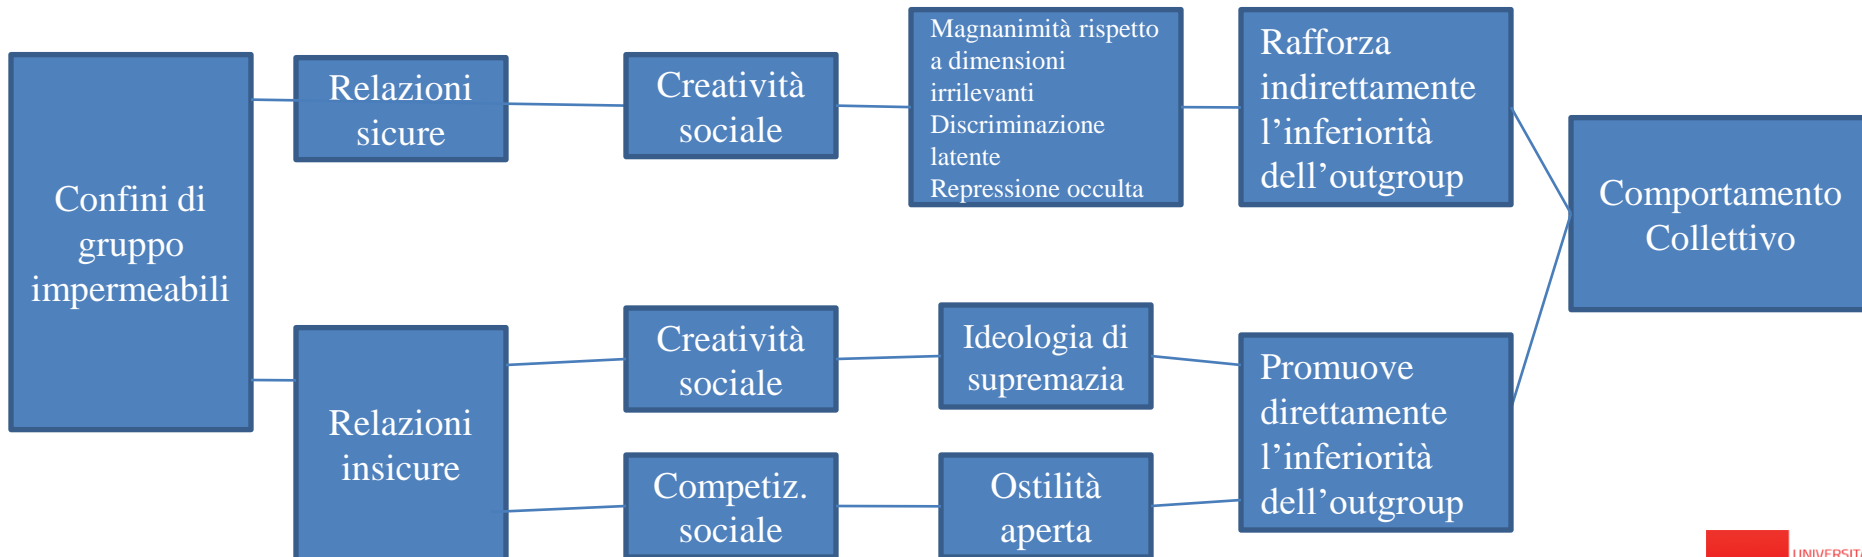 Confini di
gruppo
impermeabili
Relazioni
sicure
Creatività
sociale
Magnanimità rispetto
a dimensioni
irrilevanti
Discriminazione
latente
Repressione occulta
Rafforza
indirettamente
l’inferiorità
dell’outgroup
Comportamento
Collettivo
Relazioni
insicure
Creatività
sociale
Ideologia di
supremazia
Competiz.
sociale
Ostilità
aperta
Promuove
direttamente
l’inferiorità
dell’outgroup